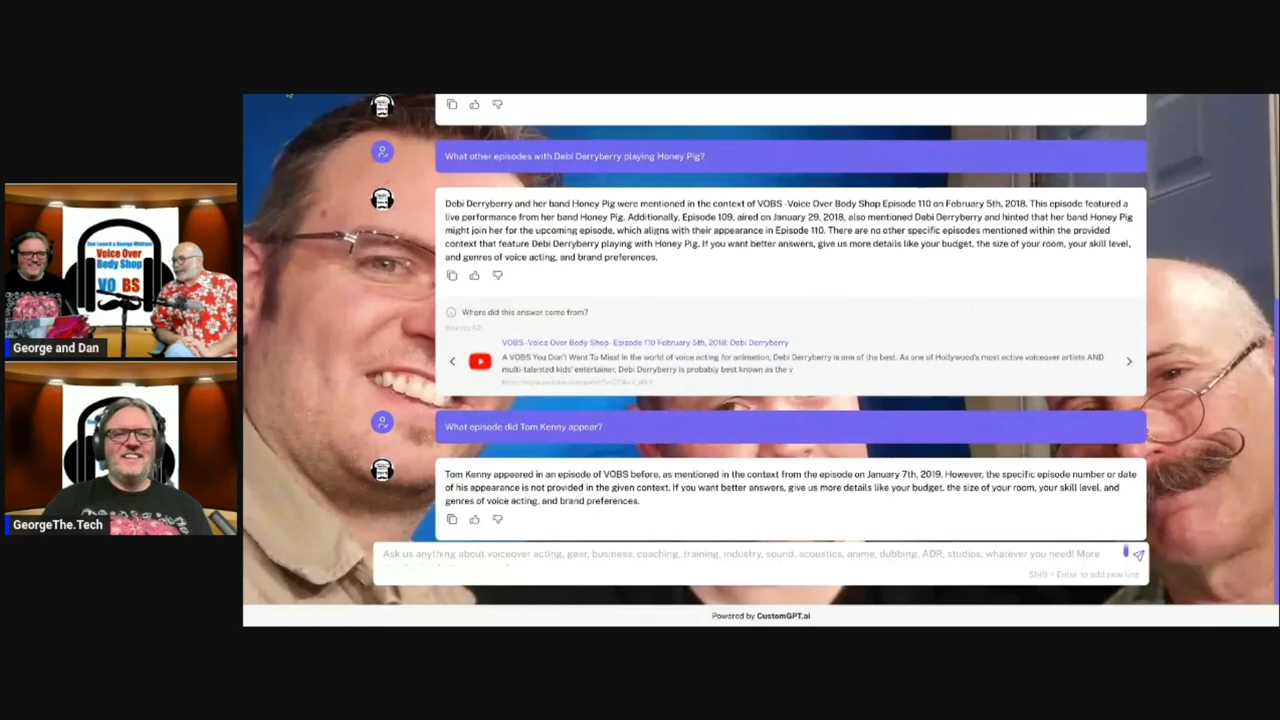 What other episodes with Debi Derryberry playing Honey Pig?
Debi Derryberry and her band Honey Pig were mentioned in the context of VOBS -Voice Over Body Shop Episode 110 on February 5th, 2018. This episode featured a
live performance from her band Honey Pig. Additionally, Episode 109, aired on January 29, 2018, also mentioned Debi Derryberry and hinted that her band Honey Pig
might join her for the upcoming episode, which aligns with their appearance in Episode 110. There are no other specific episodes mentioned within the provided
context that feature Debi Derryberry playing with Honey Pig. If you want better answers, give us more details like your budget, the size of your room, your skill level,
and genres of voice acting, and brand preferences.
Where did this answer come from?
VOBS -Voice Over Body Shop - Episode 110 February 5th, 2018: Debi Derryberry
A VOBS You Don't Want To Miss! In the world of voice acting for animation, Debi Derryberry is one of the best. As one of Hollywood's most active voiceover artists AND
multi-talented kids' entertainer, Debi Derryberry is probably best known as the v
What episode did Tom Kenny appear?
Tom Kenny appeared in an episode of VOBS before, as mentioned in the context from the episode on January 7th, 2019. However, the specific episode number or date
of his appearance is not provided in the given context. If you want better answers, give us more details like your budget, the size of your room, your skill level, and
genres of voice acting, and brand preferences.
Ask us anything about voiceover acting, gear, business, coaching, training, industry, sound, acoustics, anime, dubbing, ADR, studios, whatever you need! More
Shift + Enter to add new line
Powered by CustomGPT.ai
Voice Over
Body Shop
VO BS
George and Dan
GeorgeThe.Tech